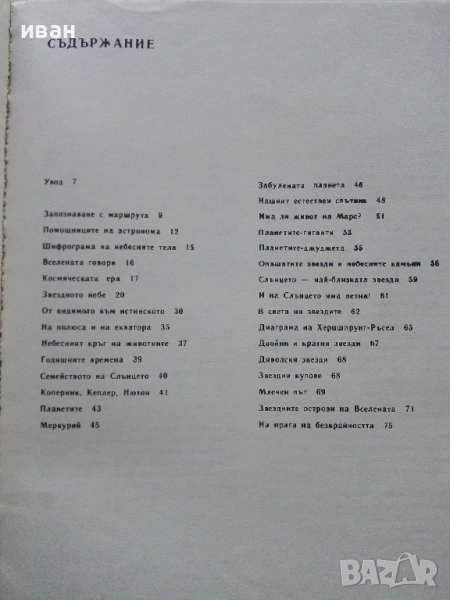 иван
СЪДЪРЖАНИЕ
Увод 7
Запознаване с маршрута 9
Помощниците на астронома 12
Шифрограма на небесните тела 15
Вселената говори 16
Космическата ера 17
Звездното небе 20
От видимото към истинското 30
На полюса и на екватора 35
Небесният кръг на животните 37
Годишните времена 39
Семейството на Слънцето 40
Коперник, Кеплер, Нютон 41
Планетите 43
Меркурий 45
Забулената планета 46
Нашият естествен спътник 48
Има ли живот на Марс? 51
Планетите-гиганти 53
Планетите-джуджета 55
Опашатите звезди и небесните камъни 56
Слънцето — най-близката звезда 59
И на Слънцето има петна! 61
В света на звездите 62
Диаграма на Херцшпрунг-Ръсел 65
Двойни и кратни звезди 67
Дяволски звезди 68
Звездни купове 68
Млечен път 69
Звездните острови на Вселената 71
На прага на безкрайността 75
BAZAR.bg